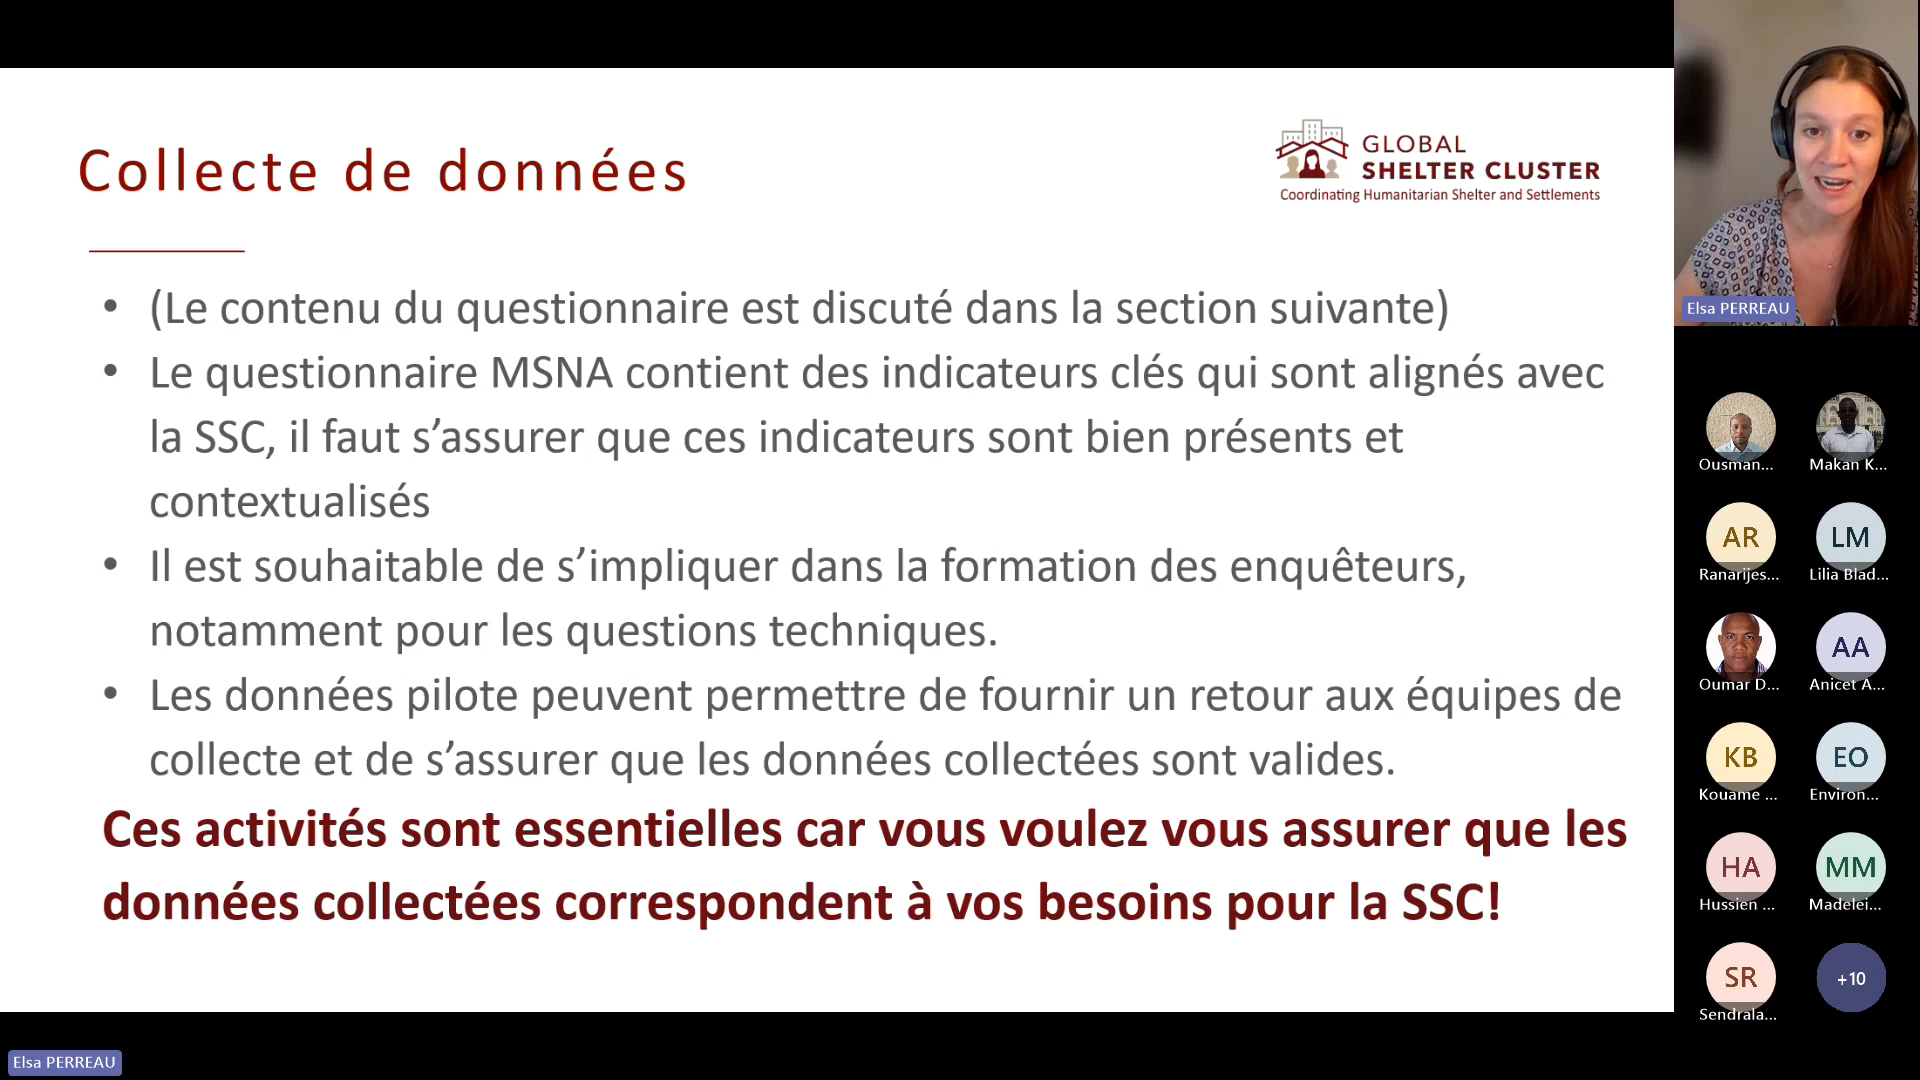 Collecte de données
GLOBAL
SHELTER CLUSTER
Coordinating Humanitarian Shelter and Settlements
• (Le contenu du questionnaire est discuté dans la section suivante)
• Le questionnaire MSNA contient des indicateurs clés qui sont alignés avec
la SSC, il faut s’assurer que ces indicateurs sont bien présents et
contextualisés
• Il est souhaitable de s’impliquer dans la formation des enquêteurs,
notamment pour les questions techniques.
• Les données pilote peuvent permettre de fournir un retour aux équipes de
collecte et de s’assurer que les données collectées sont valides.
Ces activités sont essentielles car vous voulez vous assurer que les
données collectées correspondent à vos besoins pour la SSC!
Elsa PERREAU
Ousman...
Makan K...
AR
LM
Ranarijes...
Lilia Blad...
AA
Oumar D...
Anicet A...
KB
EO
Kouame ...
Environ...
HA
MM
Hussien ...
Madelei...
SR
+10
Sendrala...
Elsa PERREAU